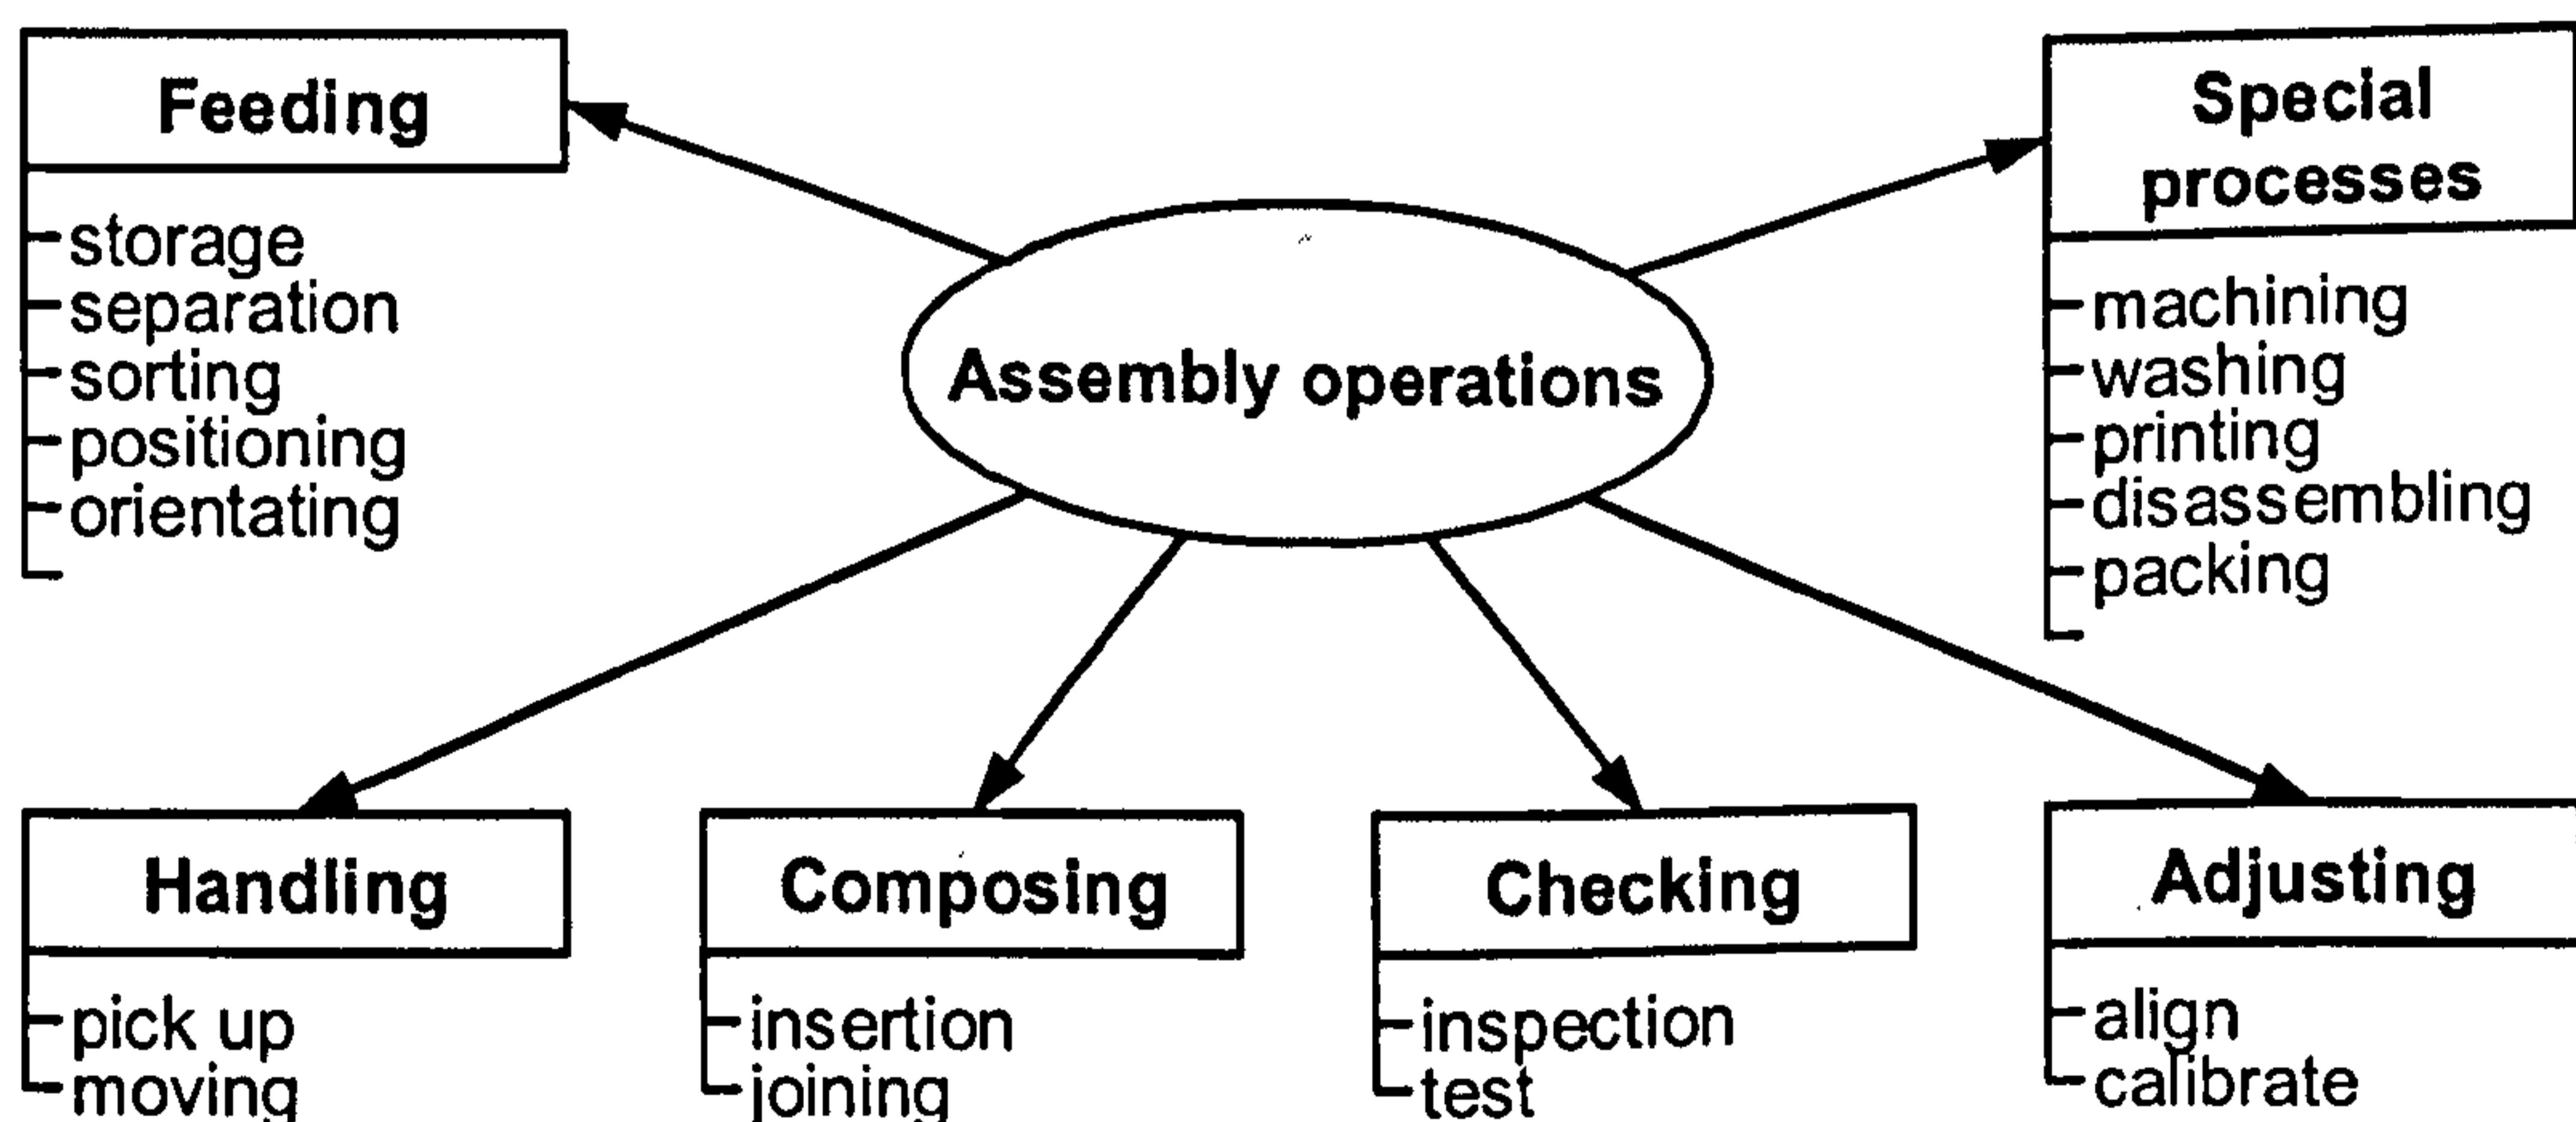 Feeding
storage
separation
sorting
positioning
orientating
Assembly operations
Special
processes
machining
washing
printing
disassembling
packing
Handling
pick up
moving
Composing
insertion
joining
Checking
inspection
test
Adjusting
align
calibrate